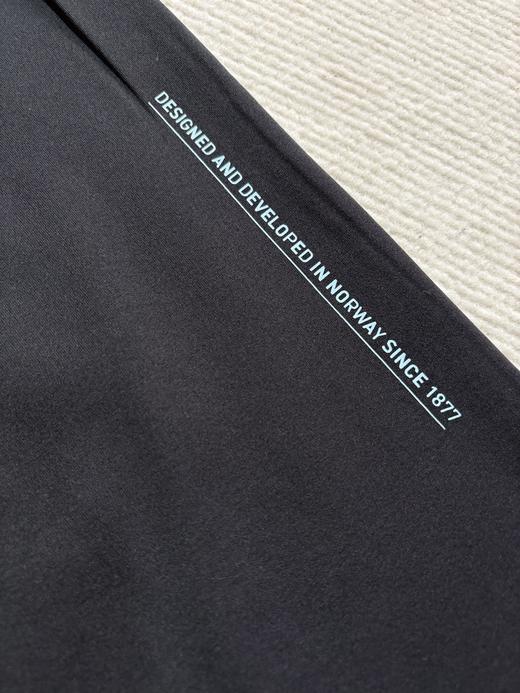 DESIGNED AND DEVELOPED IN NORWAY SINCE 1877